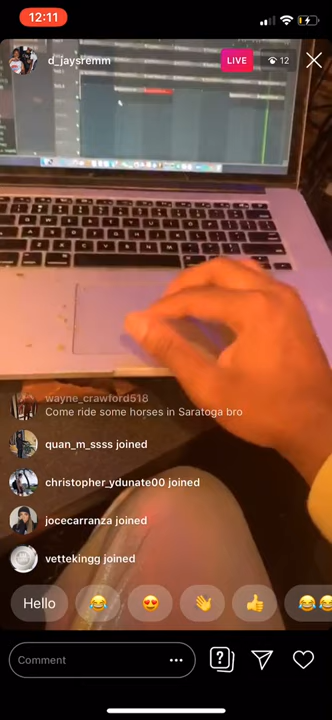 12:11
d_jaysremm
LIVE
12
wayne_crawford518
Come ride some horses in Saratoga bro
quan_m_ssss joined
christopher_ydunate00 joined
jocecarranza joined
vettekingg joined
Hello
Comment